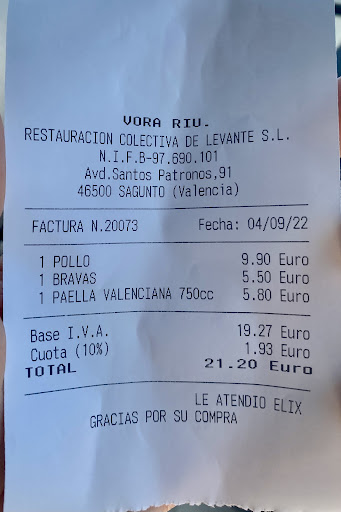 VORA RIU.
RESTAURACION COLECTIVA DE LEVANTE S.L.
N.I.F.B-97.690.101
Avd.Santos Patronos,91
46500 SAGUNTO (Valencia)
FACTURA N.20073 Fecha: 04/09/22
1 POLLO 9.90 Euro
1 BRAVAS 5.50 Euro
1 PAELLA VALENCIANA 750cc 5.80 Euro
Base I.V.A. 19.27 Euro
Cuota (10%) 1.93 Euro
TOTAL 21.20 Euro
LE ATENDIO ELIX
GRACIAS POR SU COMPRA